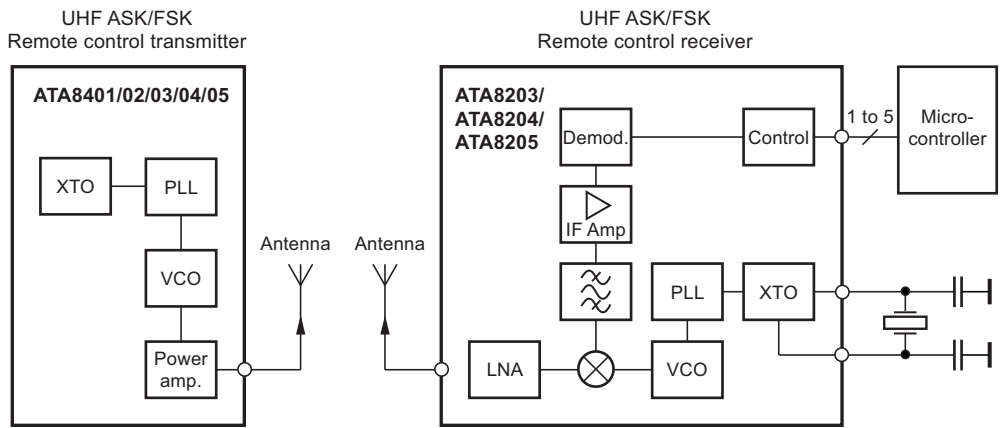 UHF ASK/FSK
Remote control transmitter
ATA8401/02/03/04/05
XTO
PLL
VCO
Power
amp.
Antenna
Antenna
UHF ASK/FSK
Remote control receiver
ATA8203/
ATA8204/
ATA8205
Demod.
Control
1 to 5
Micro-
controller
IF Amp
PLL
XTO
LNA
VCO